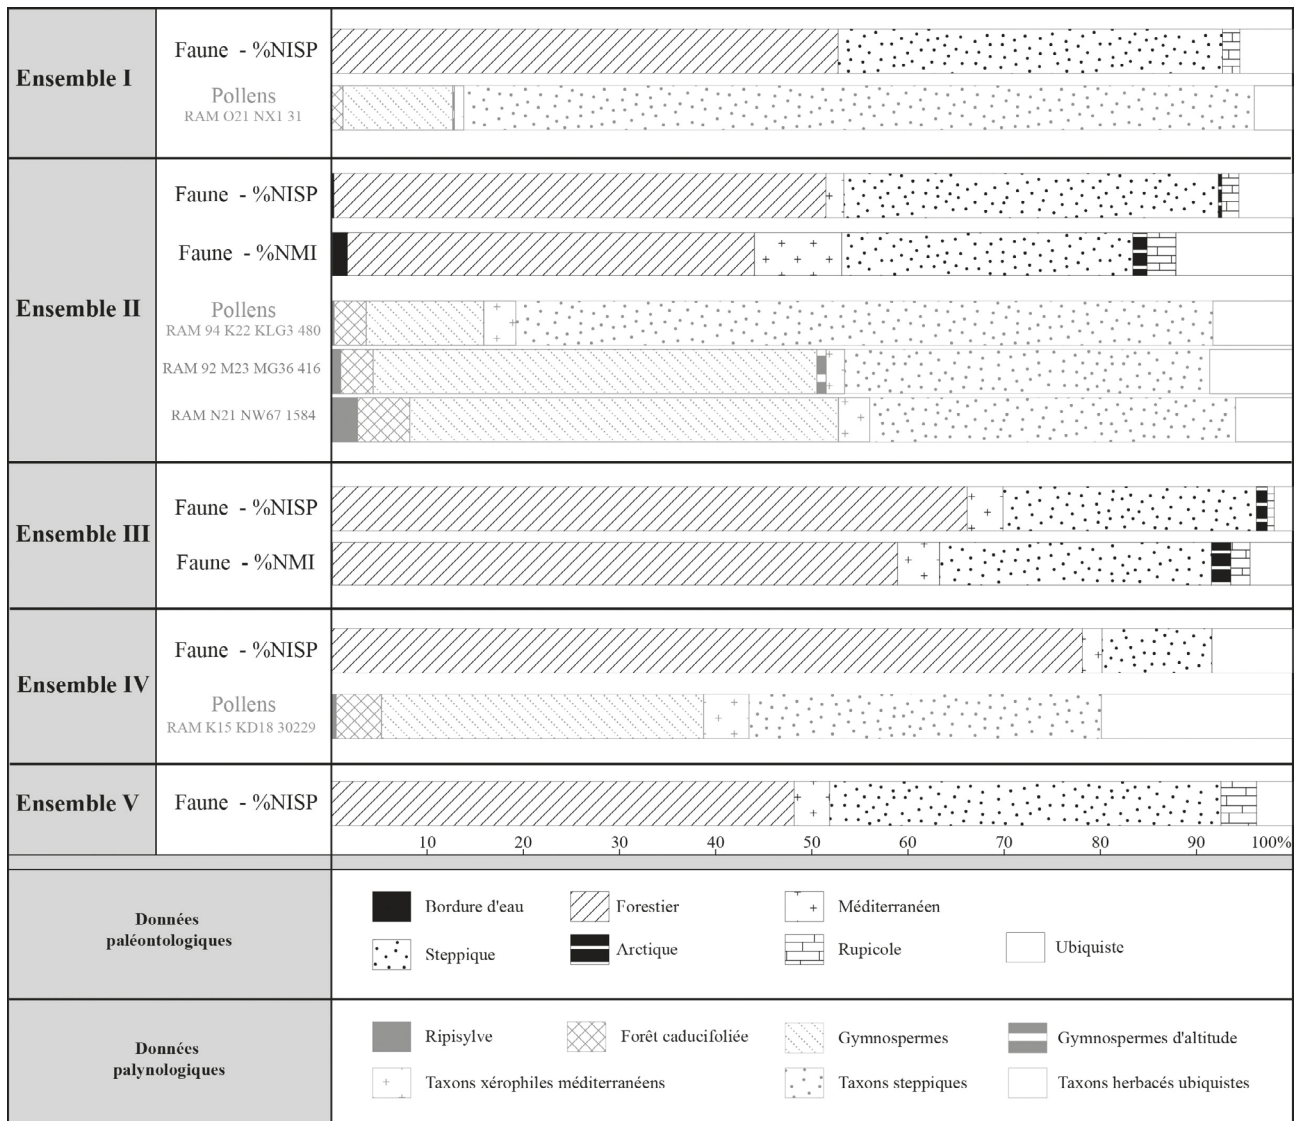 Ensemble I
Faune - %NISP
Pollens
RAM O21 NX1 31
Ensemble II
Faune - %NISP
Faune - %NMI
Pollens
RAM 94 K22 KLG3 480
RAM 92 M23 MG36 416
RAM N21 NW67 1584
Ensemble III
Faune - %NISP
Faune - %NMI
Ensemble IV
Faune - %NISP
Pollens
RAM K15 KD18 30229
Ensemble V
Faune - %NISP
10 20 30 40 50 60 70 80 90 100%
Données
paléontologiques
Bordure d'eau Forestier Méditerranéen
Steppique Arctique Rupicole Ubiquiste
Données
palynologiques
Ripisylve Forêt caducifoliée Gymnospermes Gymnospermes d'altitude
Taxons xérophiles méditerranéens Taxons steppiques Taxons herbacés ubiquistes